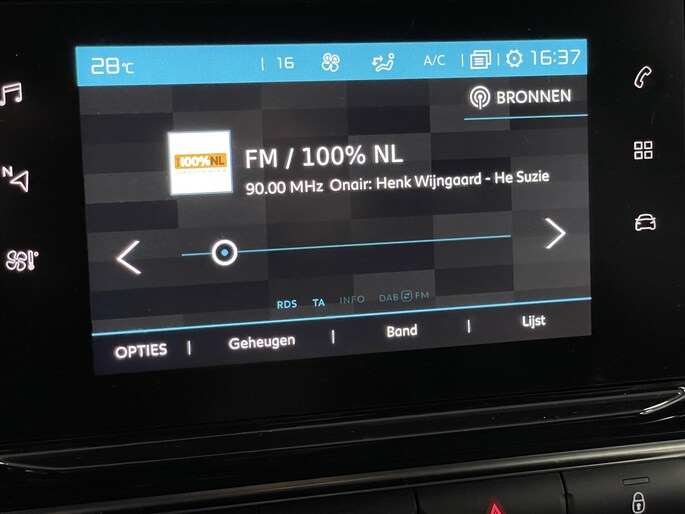 28°C | 16 A/C | | 16:37
BRONNEN
N
100%NL
FM / 100% NL
90.00 MHz Onair: Henk Wijngaard - He Suzie
RDS TA INFO DAB FM
OPTIES | Geheugen | Band | Lijst